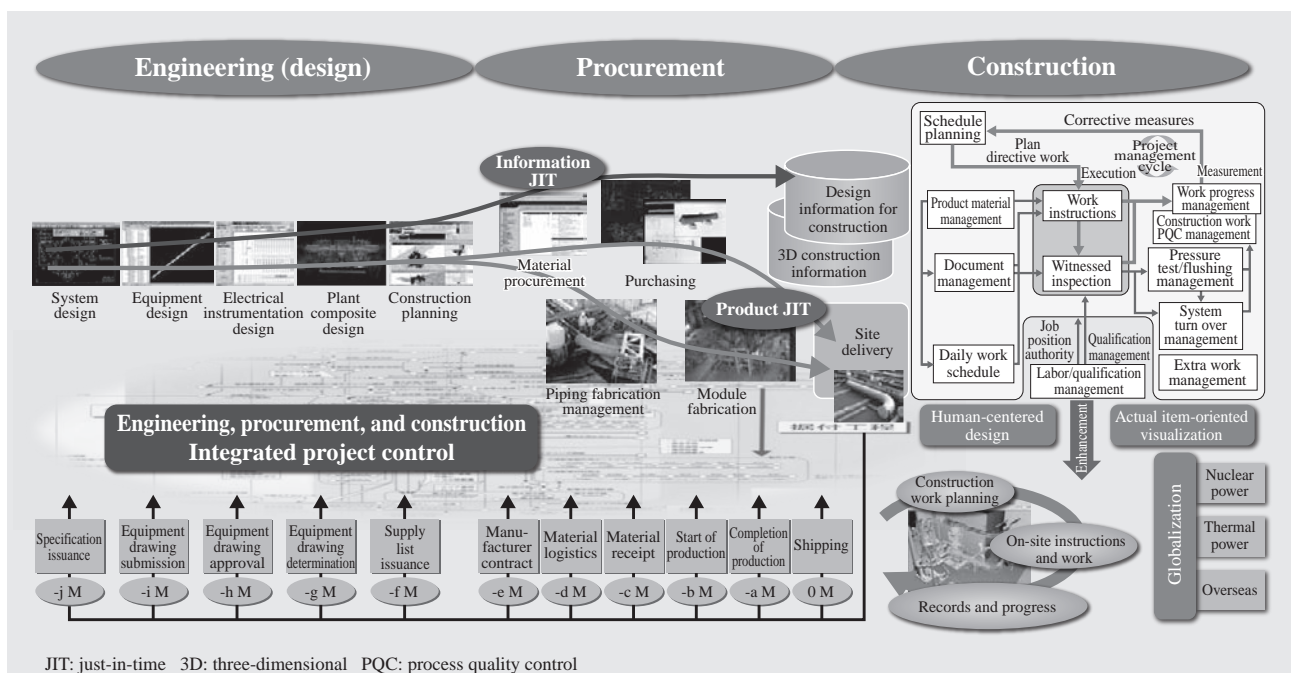 Engineering (design)
Procurement
Construction
Schedule
planning
Corrective measures
Plan
directive work
Project
management
cycle
Execution
Measurement
Product material
management
Work
instructions
Work progress
management
Construction work
PQC management
Document
management
Witnessed
inspection
Pressure
test/flushing
management
System
turn over
management
Job
position
authority
Qualification
management
Daily work
schedule
Labor/qualification
management
Extra work
management
Information
JIT
Design
information for
construction
3D construction
information
Material
procurement
Purchasing
System
design
Equipment
design
Electrical
instrumentation
design
Plant
composite
design
Construction
planning
Product JIT
Site
delivery
Piping fabrication
management
Module
fabrication
据付工程
Engineering, procurement, and construction
Integrated project control
Human-centered
design
Enhancement
Actual item-oriented
visualization
Construction
work planning
On-site instructions
and work
Records and progress
Globalization
Nuclear
power
Thermal
power
Overseas
Specification
issuance
Equipment
drawing
submission
Equipment
drawing
approval
Equipment
drawing
determination
Supply
list
issuance
Manu-
facturer
contract
Material
logistics
Material
receipt
Start of
production
Completion
of
production
Shipping
-j M
-i M
-h M
-g M
-f M
-e M
-d M
-c M
-b M
-a M
0 M
JIT: just-in-time 3D: three-dimensional PQC: process quality control